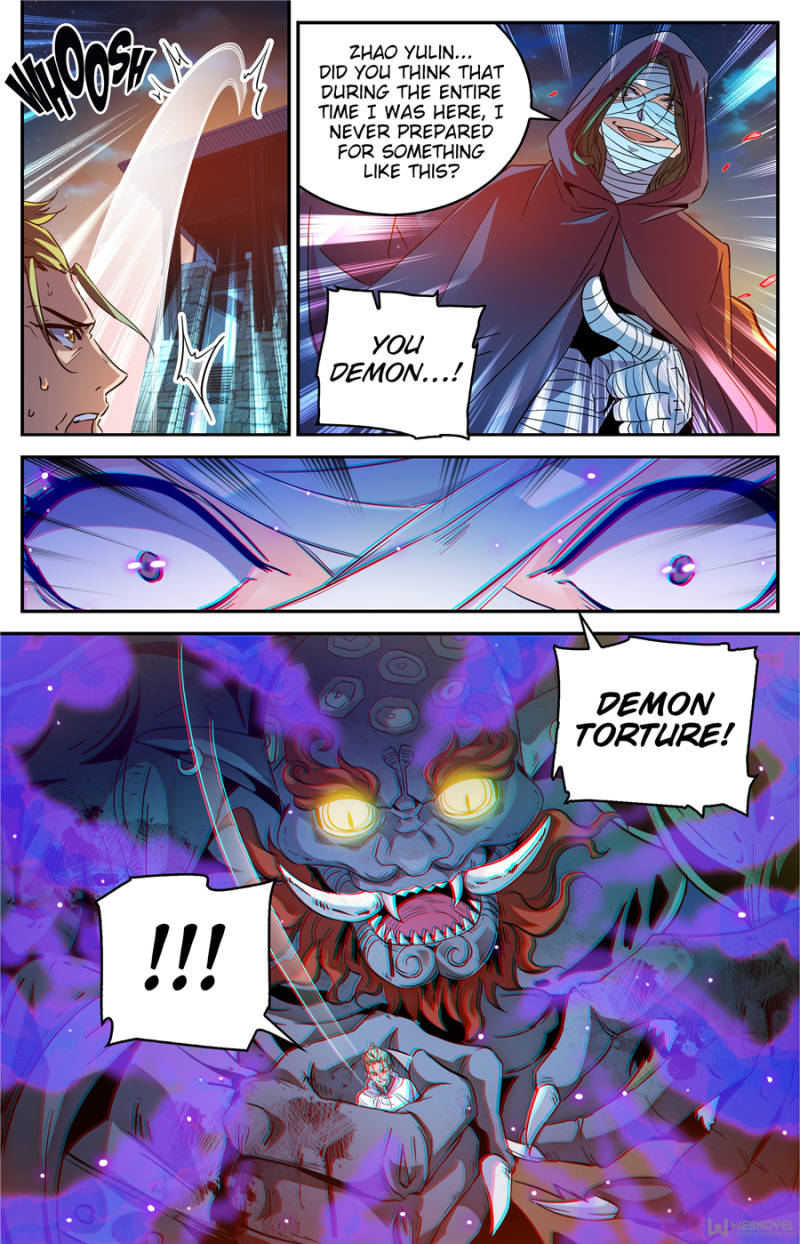 WHOOSH
ZHAO YULIN...
DID YOU THINK THAT
DURING THE ENTIRE
TIME I WAS HERE, I
NEVER PREPARED
FOR SOMETHING
LIKE THIS?
YOU
DEMON...!
DEMON
TORTURE!
!!!
WEBNOVEL